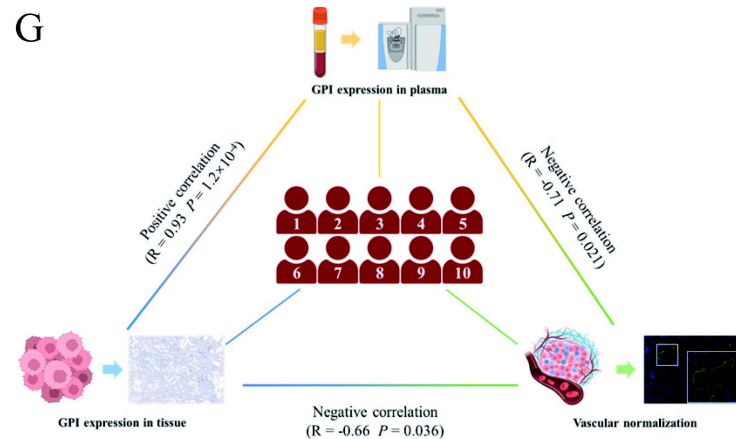 G
GPI expression in plasma
Positive correlation
(R = 0.93 P = 1.2×10⁻⁴)
Negative correlation
(R = -0.71 P = 0.021)
1 2 3 4 5
6 7 8 9 10
GPI expression in tissue
Negative correlation
(R = -0.66 P = 0.036)
Vascular normalization